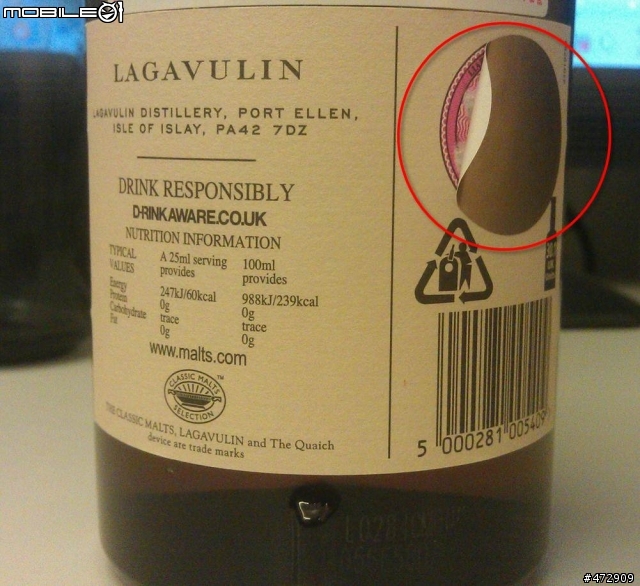 MOBILE01
LAGAVULIN
LAGAVULIN DISTILLERY, PORT ELLEN,
ISLE OF ISLAY, PA42 7DZ
DRINK RESPONSIBLY
DRINKAWARE.CO.UK
NUTRITION INFORMATION
TYPICAL VALUES A 25ml serving provides 100ml provides
Energy 247kJ/60kcal 988kJ/239kcal
Protein 0g 0g
Carbohydrate trace trace
Fat 0g 0g
www.malts.com
CLASSIC MALTS
SELECTION
TM
THE CLASSIC MALTS, LAGAVULIN and The Quaich
device are trade marks
5 000281 005409
#472909